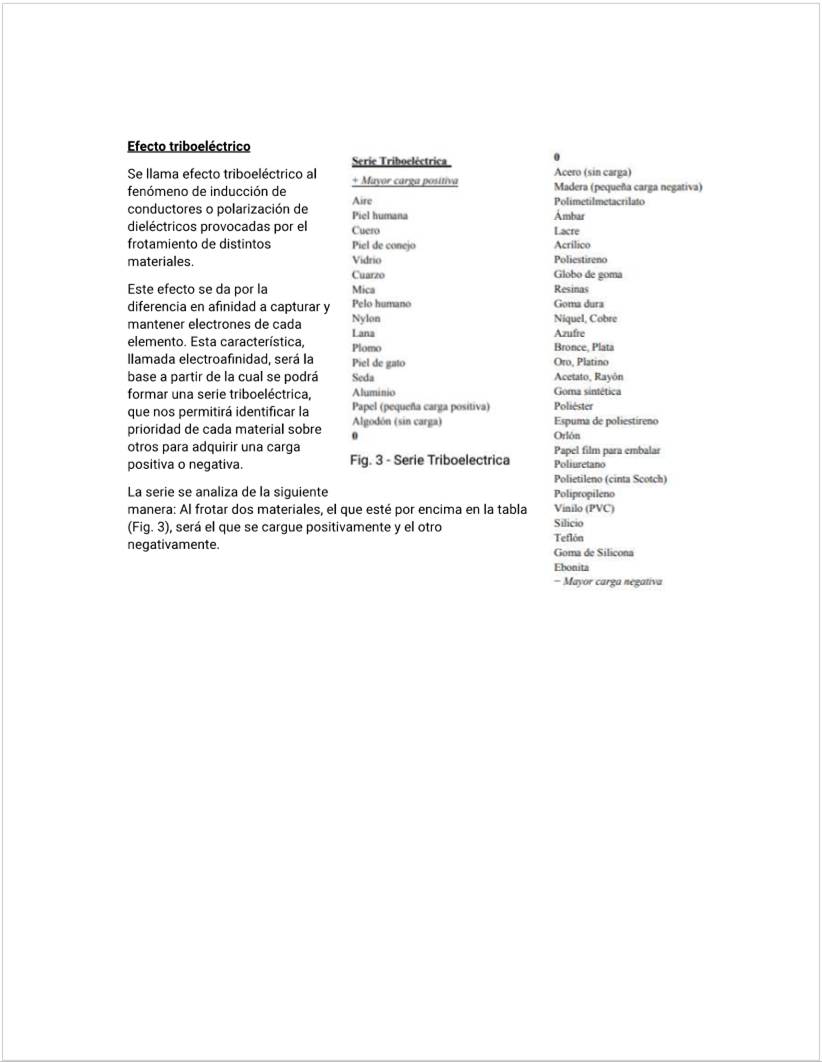 Efecto triboeléctrico
Se llama efecto triboeléctrico al
fenómeno de inducción de
conductores o polarización de
dieléctricos provocadas por el
frotamiento de distintos
materiales.
Este efecto se da por la
diferencia en afinidad a capturar y
mantener electrones de cada
elemento. Esta característica,
llamada electroafinidad, será la
base a partir de la cual se podrá
formar una serie triboeléctrica,
que nos permitirá identificar la
prioridad de cada material sobre
otros para adquirir una carga
positiva o negativa.
La serie se analiza de la siguiente
manera: Al frotar dos materiales, el que esté por encima en la tabla
(Fig. 3), será el que se cargue positivamente y el otro
negativamente.
Serie Triboeléctrica
+ Mayor carga positiva
Aire
Piel humana
Cuero
Piel de conejo
Vidrio
Cuarzo
Mica
Pelo humano
Nylon
Lana
Plomo
Piel de gato
Seda
Aluminio
Papel (pequeña carga positiva)
Algodón (sin carga)
0
Fig. 3 - Serie Triboelectrica
0
Acero (sin carga)
Madera (pequeña carga negativa)
Polimetilmetacrilato
Ámbar
Lacre
Acrílico
Poliestireno
Globo de goma
Resinas
Goma dura
Níquel, Cobre
Azufre
Bronce, Plata
Oro, Platino
Acetato, Rayón
Goma sintética
Poliéster
Espuma de poliestireno
Orlón
Papel film para embalar
Poliuretano
Polietileno (cinta Scotch)
Polipropileno
Vinilo (PVC)
Silicio
Teflón
Goma de Silicona
Ebonita
− Mayor carga negativa